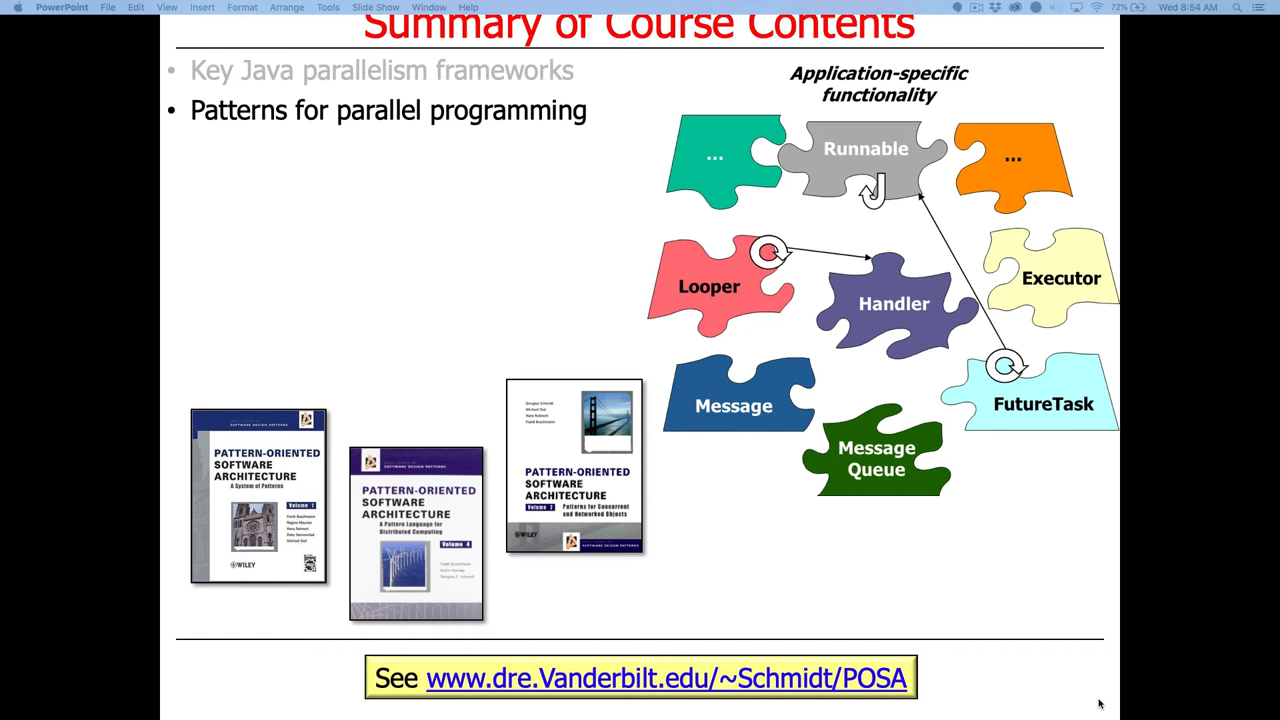 PowerPoint File Edit View Insert Format Arrange Tools Slide Show Window Help 72% Wed 8:54 AM
Summary of Course Contents
• Key Java parallelism frameworks
• Patterns for parallel programming
Application-specific
functionality
...
Runnable
...
Looper
Handler
Executor
Message
FutureTask
Message
Queue
SOFTWARE DESIGN PATTERNS
PATTERN-ORIENTED
SOFTWARE
ARCHITECTURE
A System of Patterns
Volume 1
Frank Buschmann
Regine Meunier
Hans Rohnert
Peter Sommerlad
Michael Stal
WILEY
SOFTWARE DESIGN PATTERNS
PATTERN-ORIENTED
SOFTWARE
ARCHITECTURE
A Pattern Language for
Distributed Computing
Volume 4
Frank Buschmann
Kevlin Henney
Douglas C. Schmidt
Douglas Schmidt
Michael Stal
Hans Rohnert
Frank Buschmann
PATTERN-ORIENTED
SOFTWARE
ARCHITECTURE
Volume 2 Patterns for Concurrent
and Networked Objects
WILEY
SOFTWARE DESIGN PATTERNS
See www.dre.Vanderbilt.edu/~Schmidt/POSA